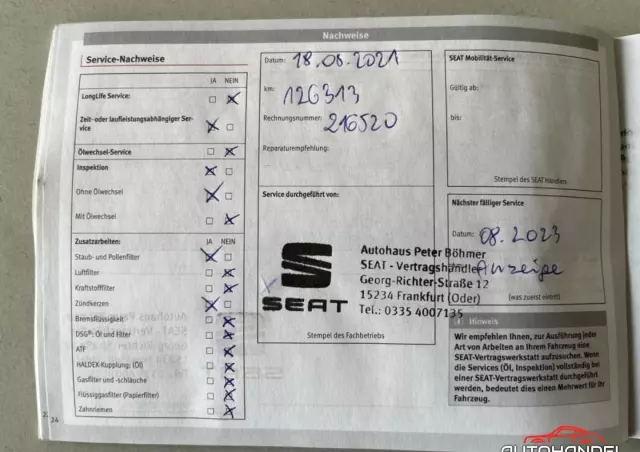 Nachweise
Service-Nachweise
JA NEIN
LongLife Service:
Zeit- oder laufleistungsabhängiger Ser-
vice
Ölwechsel-Service
Inspektion
Ohne Ölwechsel
Mit Ölwechsel
Zusatzarbeiten: JA NEIN
Staub- und Pollenfilter
Luftfilter
Kraftstofffilter
Zündkerzen
Bremsflüssigkeit
DSG®: Öl und Filter
ATF
HALDEX-Kupplung: (Öl)
Gasfilter und -schläuche
Flüssiggasfilter (Papierfilter)
Zahnriemen
Datum: 18.08.2021
km: 126313
Rechnungsnummer: 216520
Reparaturempfehlung:
Service durchgeführt von:
SEAT
Autohaus Peter Böhmer
SEAT - Vertragshändler
Georg-Richter-Straße 12
15234 Frankfurt (Oder)
Tel.: 0335 4007135
Stempel des Fachbetriebs
SEAT Mobilität-Service
Gültig ab:
bis:
Stempel des SEAT Händlers
Nächster fälliger Service
Datum: 08.2023
Anzeige
(was zuerst eintritt)
i Hinweis
Wir empfehlen Ihnen, zur Ausführung jeder
Art von Arbeiten an Ihrem Fahrzeug eine
SEAT-Vertragswerkstatt aufzusuchen. Wenn
die Services (Öl, Inspektion) vollständig bei
einer SEAT-Vertragswerkstatt durchgeführt
werden, bedeutet dies einen Mehrwert für Ihr
Fahrzeug.
AUTOHANDEL